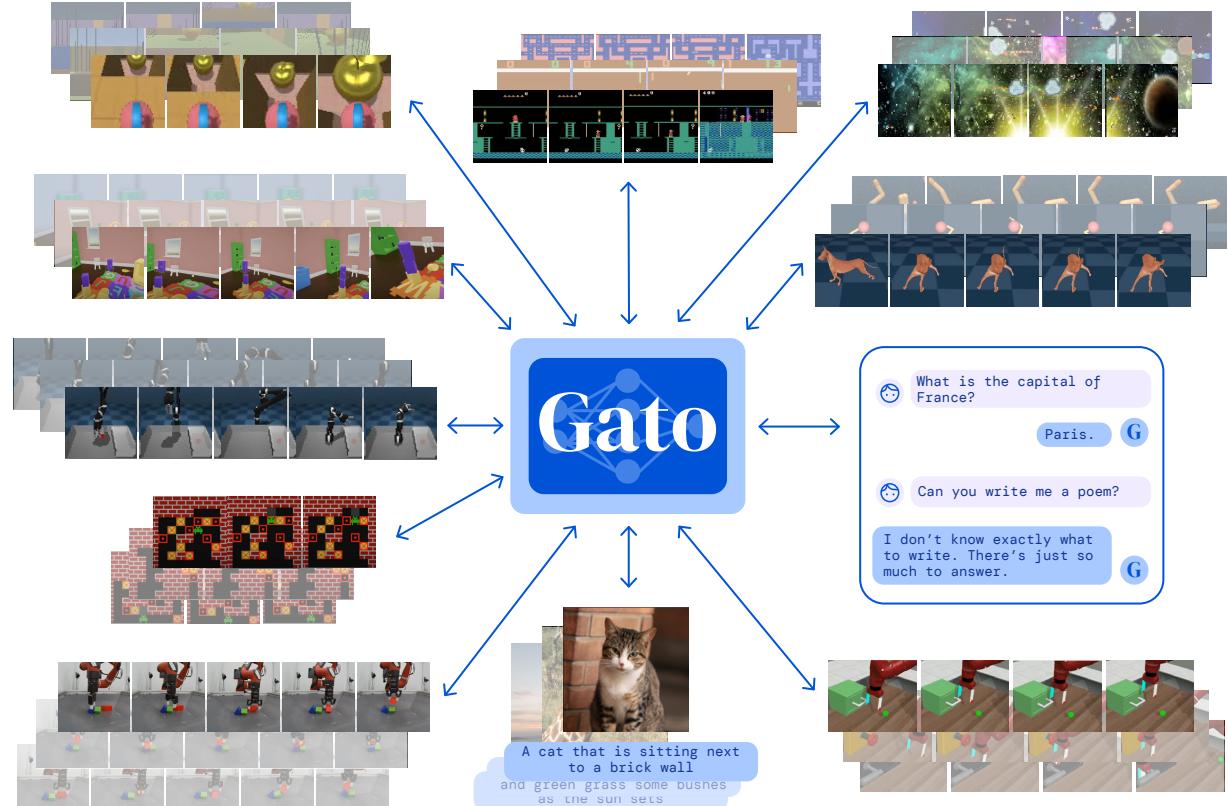 Gato
What is the capital of
France?
Paris.
G
Can you write me a poem?
I don't know exactly what
to write. There's just so
much to answer.
G
A cat that is sitting next
to a brick wall
and green grass some bushes
as the sun sets